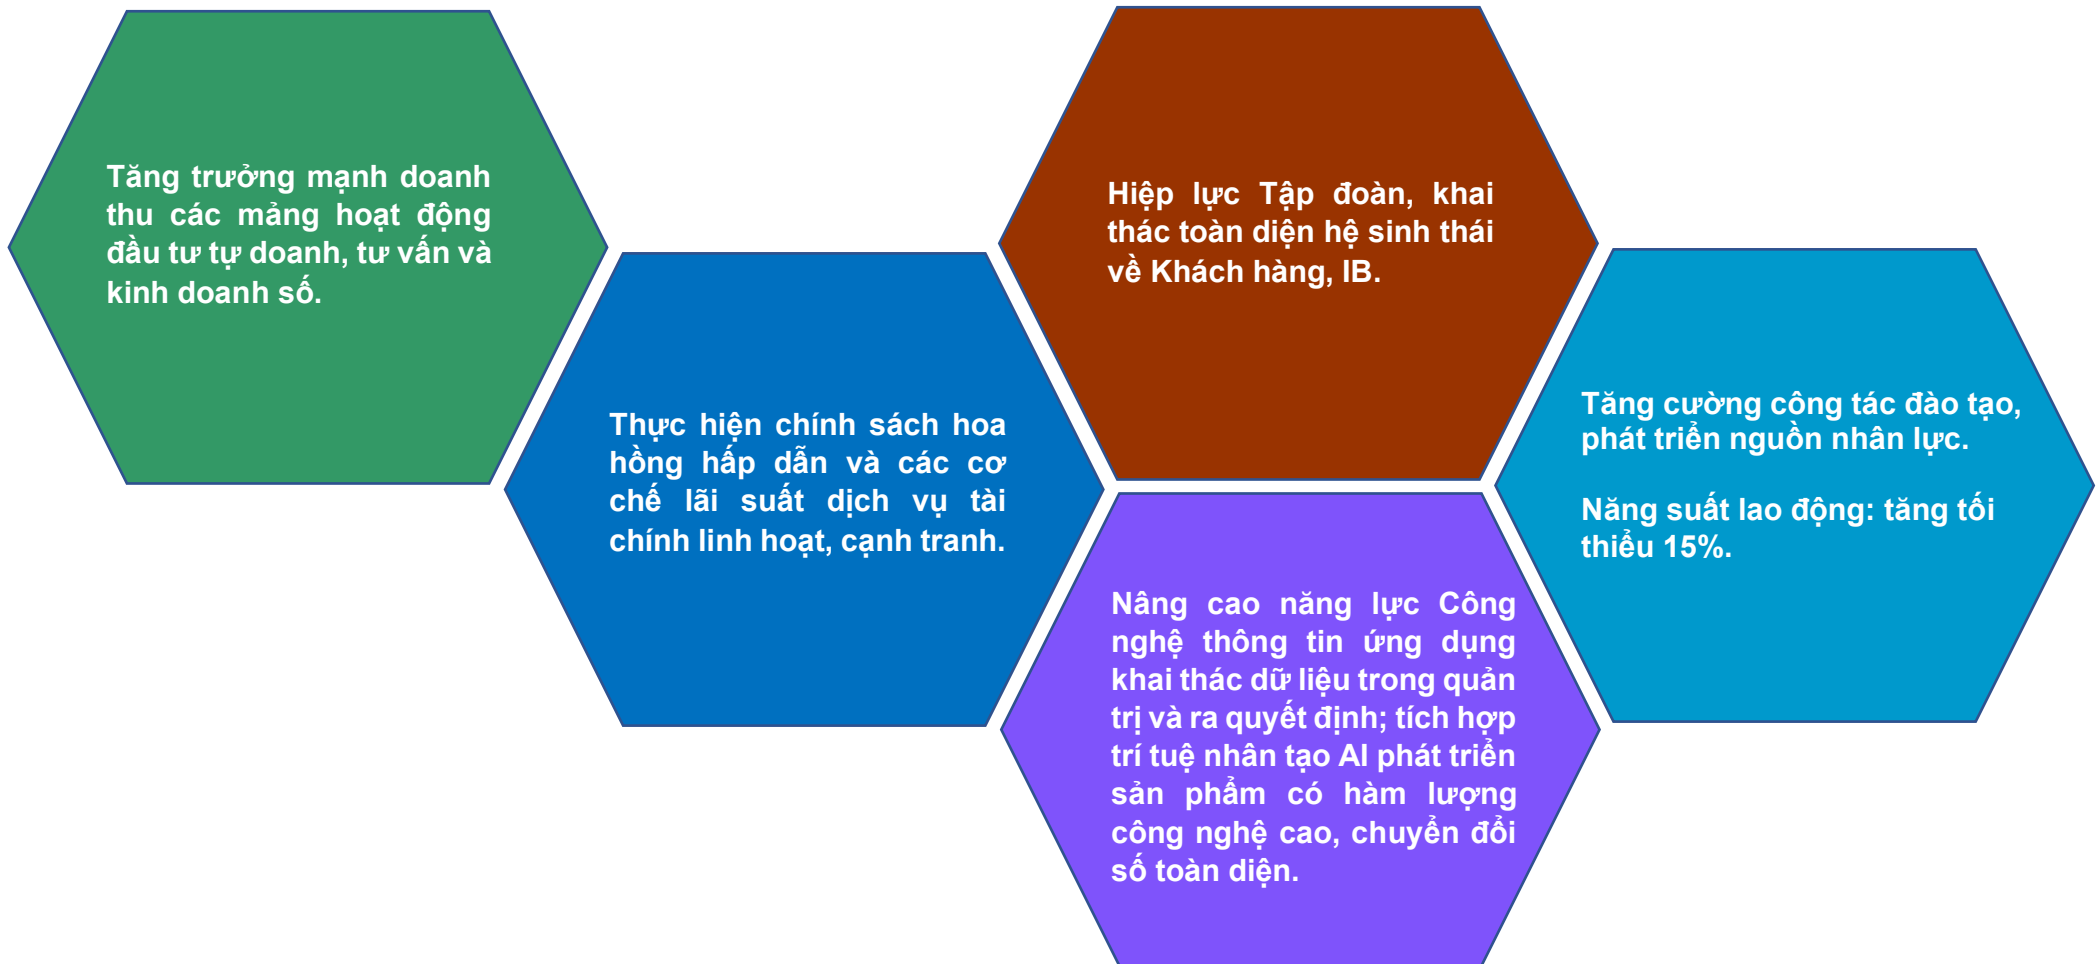 Tăng trưởng mạnh doanh
thu các mảng hoạt động
đầu tư tự doanh, tư vấn và
kinh doanh số.
Thực hiện chính sách hoa
hồng hấp dẫn và các cơ
chế lãi suất dịch vụ tài
chính linh hoạt, cạnh tranh.
Hiệp lực Tập đoàn, khai
thác toàn diện hệ sinh thái
về Khách hàng, IB.
Nâng cao năng lực Công
nghệ thông tin ứng dụng
khai thác dữ liệu trong quản
trị và ra quyết định; tích hợp
trí tuệ nhân tạo AI phát triển
sản phẩm có hàm lượng
công nghệ cao, chuyển đổi
số toàn diện.
Tăng cường công tác đào tạo,
phát triển nguồn nhân lực.
Năng suất lao động: tăng tối
thiểu 15%.